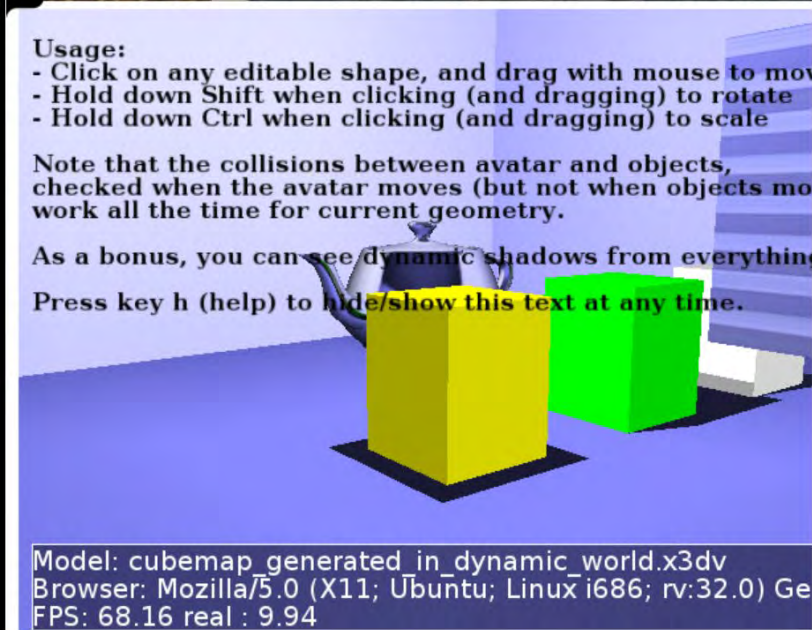 Usage:
- Click on any editable shape, and drag with mouse to mov
- Hold down Shift when clicking (and dragging) to rotate
- Hold down Ctrl when clicking (and dragging) to scale
Note that the collisions between avatar and objects,
checked when the avatar moves (but not when objects mo
work all the time for current geometry.
As a bonus, you can see dynamic shadows from everything
Press key h (help) to hide/show this text at any time.
Model: cubemap_generated_in_dynamic_world.x3dv
Browser: Mozilla/5.0 (X11; Ubuntu; Linux i686; rv:32.0) Ge
FPS: 68.16 real : 9.94